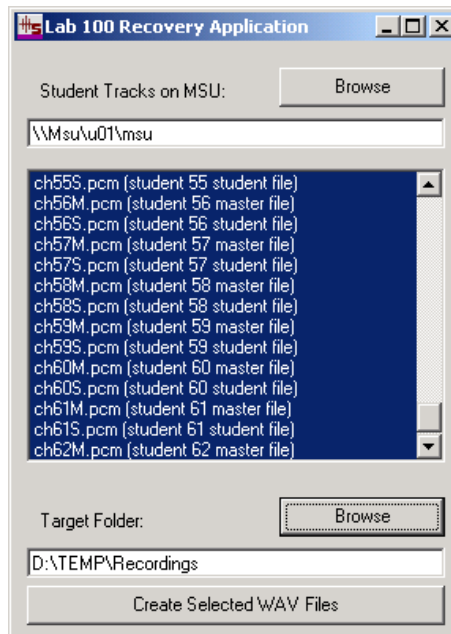 Lab 100 Recovery Application
Student Tracks on MSU:
Browse
\\Msu\u01\msu
ch55S.pcm (student 55 student file)
ch56M.pcm (student 56 master file)
ch56S.pcm (student 56 student file)
ch57M.pcm (student 57 master file)
ch57S.pcm (student 57 student file)
ch58M.pcm (student 58 master file)
ch58S.pcm (student 58 student file)
ch59M.pcm (student 59 master file)
ch59S.pcm (student 59 student file)
ch60M.pcm (student 60 master file)
ch60S.pcm (student 60 student file)
ch61M.pcm (student 61 master file)
ch61S.pcm (student 61 student file)
ch62M.pcm (student 62 master file)
Target Folder:
Browse
D:\TEMP\Recordings
Create Selected WAV Files